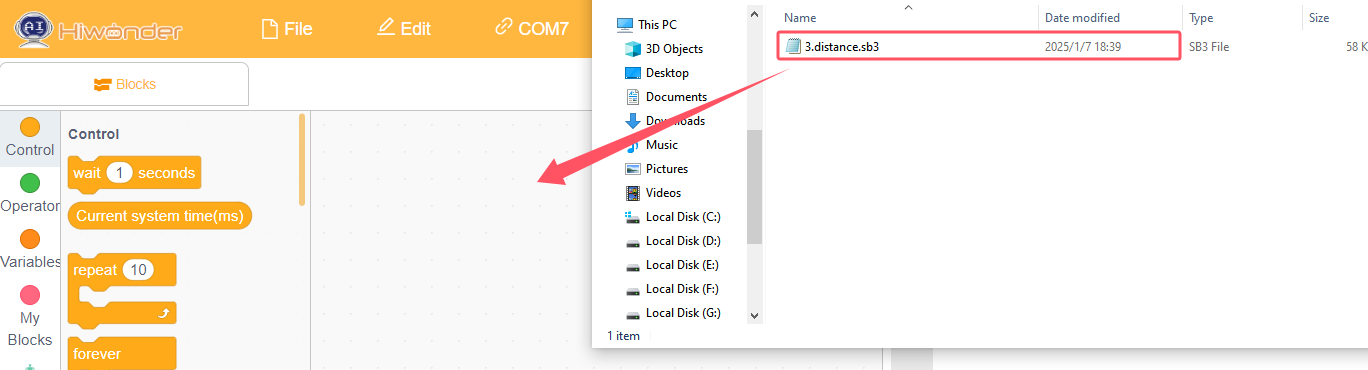 AI
Hiwonder
File
Edit
COM7
Blocks
Control
Operator
Variables
My
Blocks
Control
wait 1 seconds
Current system time(ms)
repeat 10
forever
This PC
3D Objects
Desktop
Documents
Downloads
Music
Pictures
Videos
Local Disk (C:)
Local Disk (D:)
Local Disk (E:)
Local Disk (F:)
Local Disk (G:)
1 item
Name Date modified Type Size
3.distance.sb3 2025/1/7 18:39 SB3 File 58 K